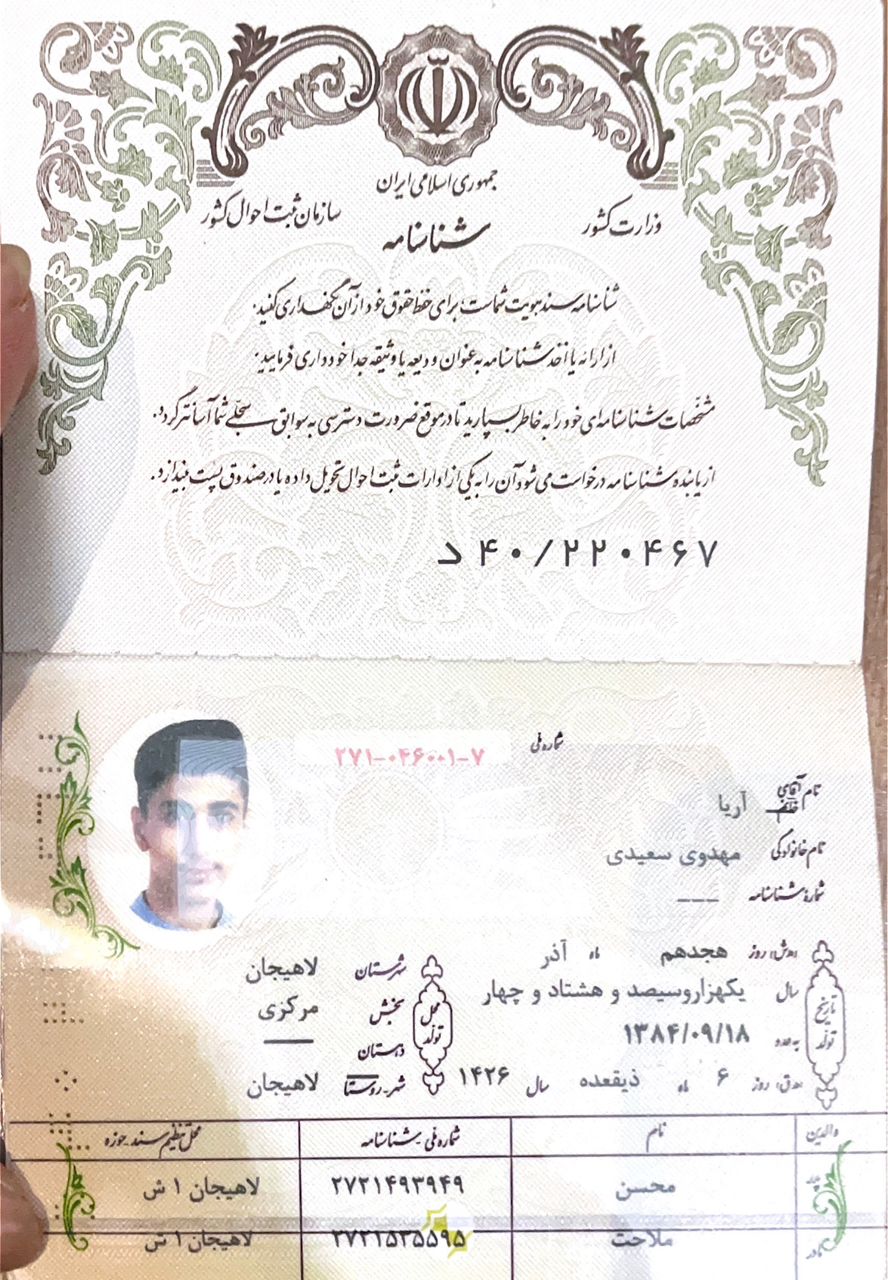 جمهوری اسلامی ایران
وزارت کشور
سازمان ثبت احوال کشور
شناسنامه
شناسنامه سند هویت شماست برای حفظ حقوق خود از آن نگهداری کنید.
از ارائه یا اخذ شناسنامه به عنوان ودیعه یا وثیقه جداً خودداری فرمایید.
مشخصات شناسنامه‌ای خود را به خاطر بسپارید تا در موقع ضرورت دسترسی به سوابق سجلی شما آسانتر گردد.
از یابنده شناسنامه درخواست می‌شود آن را به یکی از ادارات ثبت احوال تحویل داده یا در صندوق پست بیندازد.
د ۴۰/۲۲۰۴۶۷
شماره ملی ۲۷۱-۰۴۶۰۰۱-۷
نام آقای خانم آریا
نام خانوادگی مهدوی سعیدی
شماره شناسنامه ---
تاریخ تولد
(ه‍.ش) روز هجدهم ماه آذر
سال یکهزاروسیصد و هشتاد و چهار
به عدد ۱۳۸۴/۰۹/۱۸
(ه‍.ق) روز ۶ ماه ذیقعده سال ۱۴۲۶
محل تولد
شهرستان لاهیجان
بخش مرکزی
دهستان —
شهر-روستا لاهیجان
والدین نام شماره ملی-شناسنامه محل تنظیم سند-حوزه
پدر محسن ۲۷۲۱۴۹۳۹۴۹ لاهیجان ۱ ش
مادر ملاحت ۲۷۲۱۵۳۵۵۹۵ لاهیجان ۱ ش